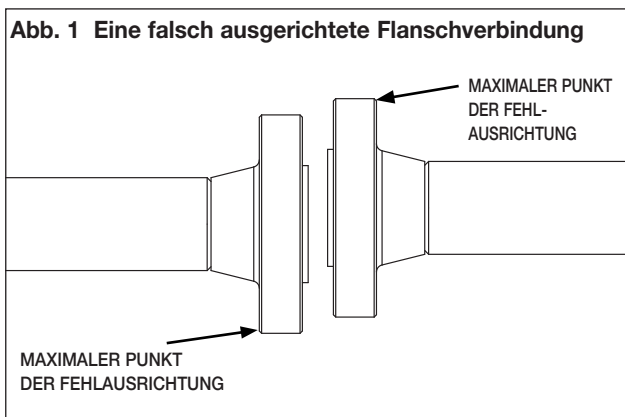 Abb. 1 Eine falsch ausgerichtete Flanschverbindung
MAXIMALER PUNKT
DER FEHL-
AUSRICHTUNG
MAXIMALER PUNKT
DER FEHLAUSRICHTUNG